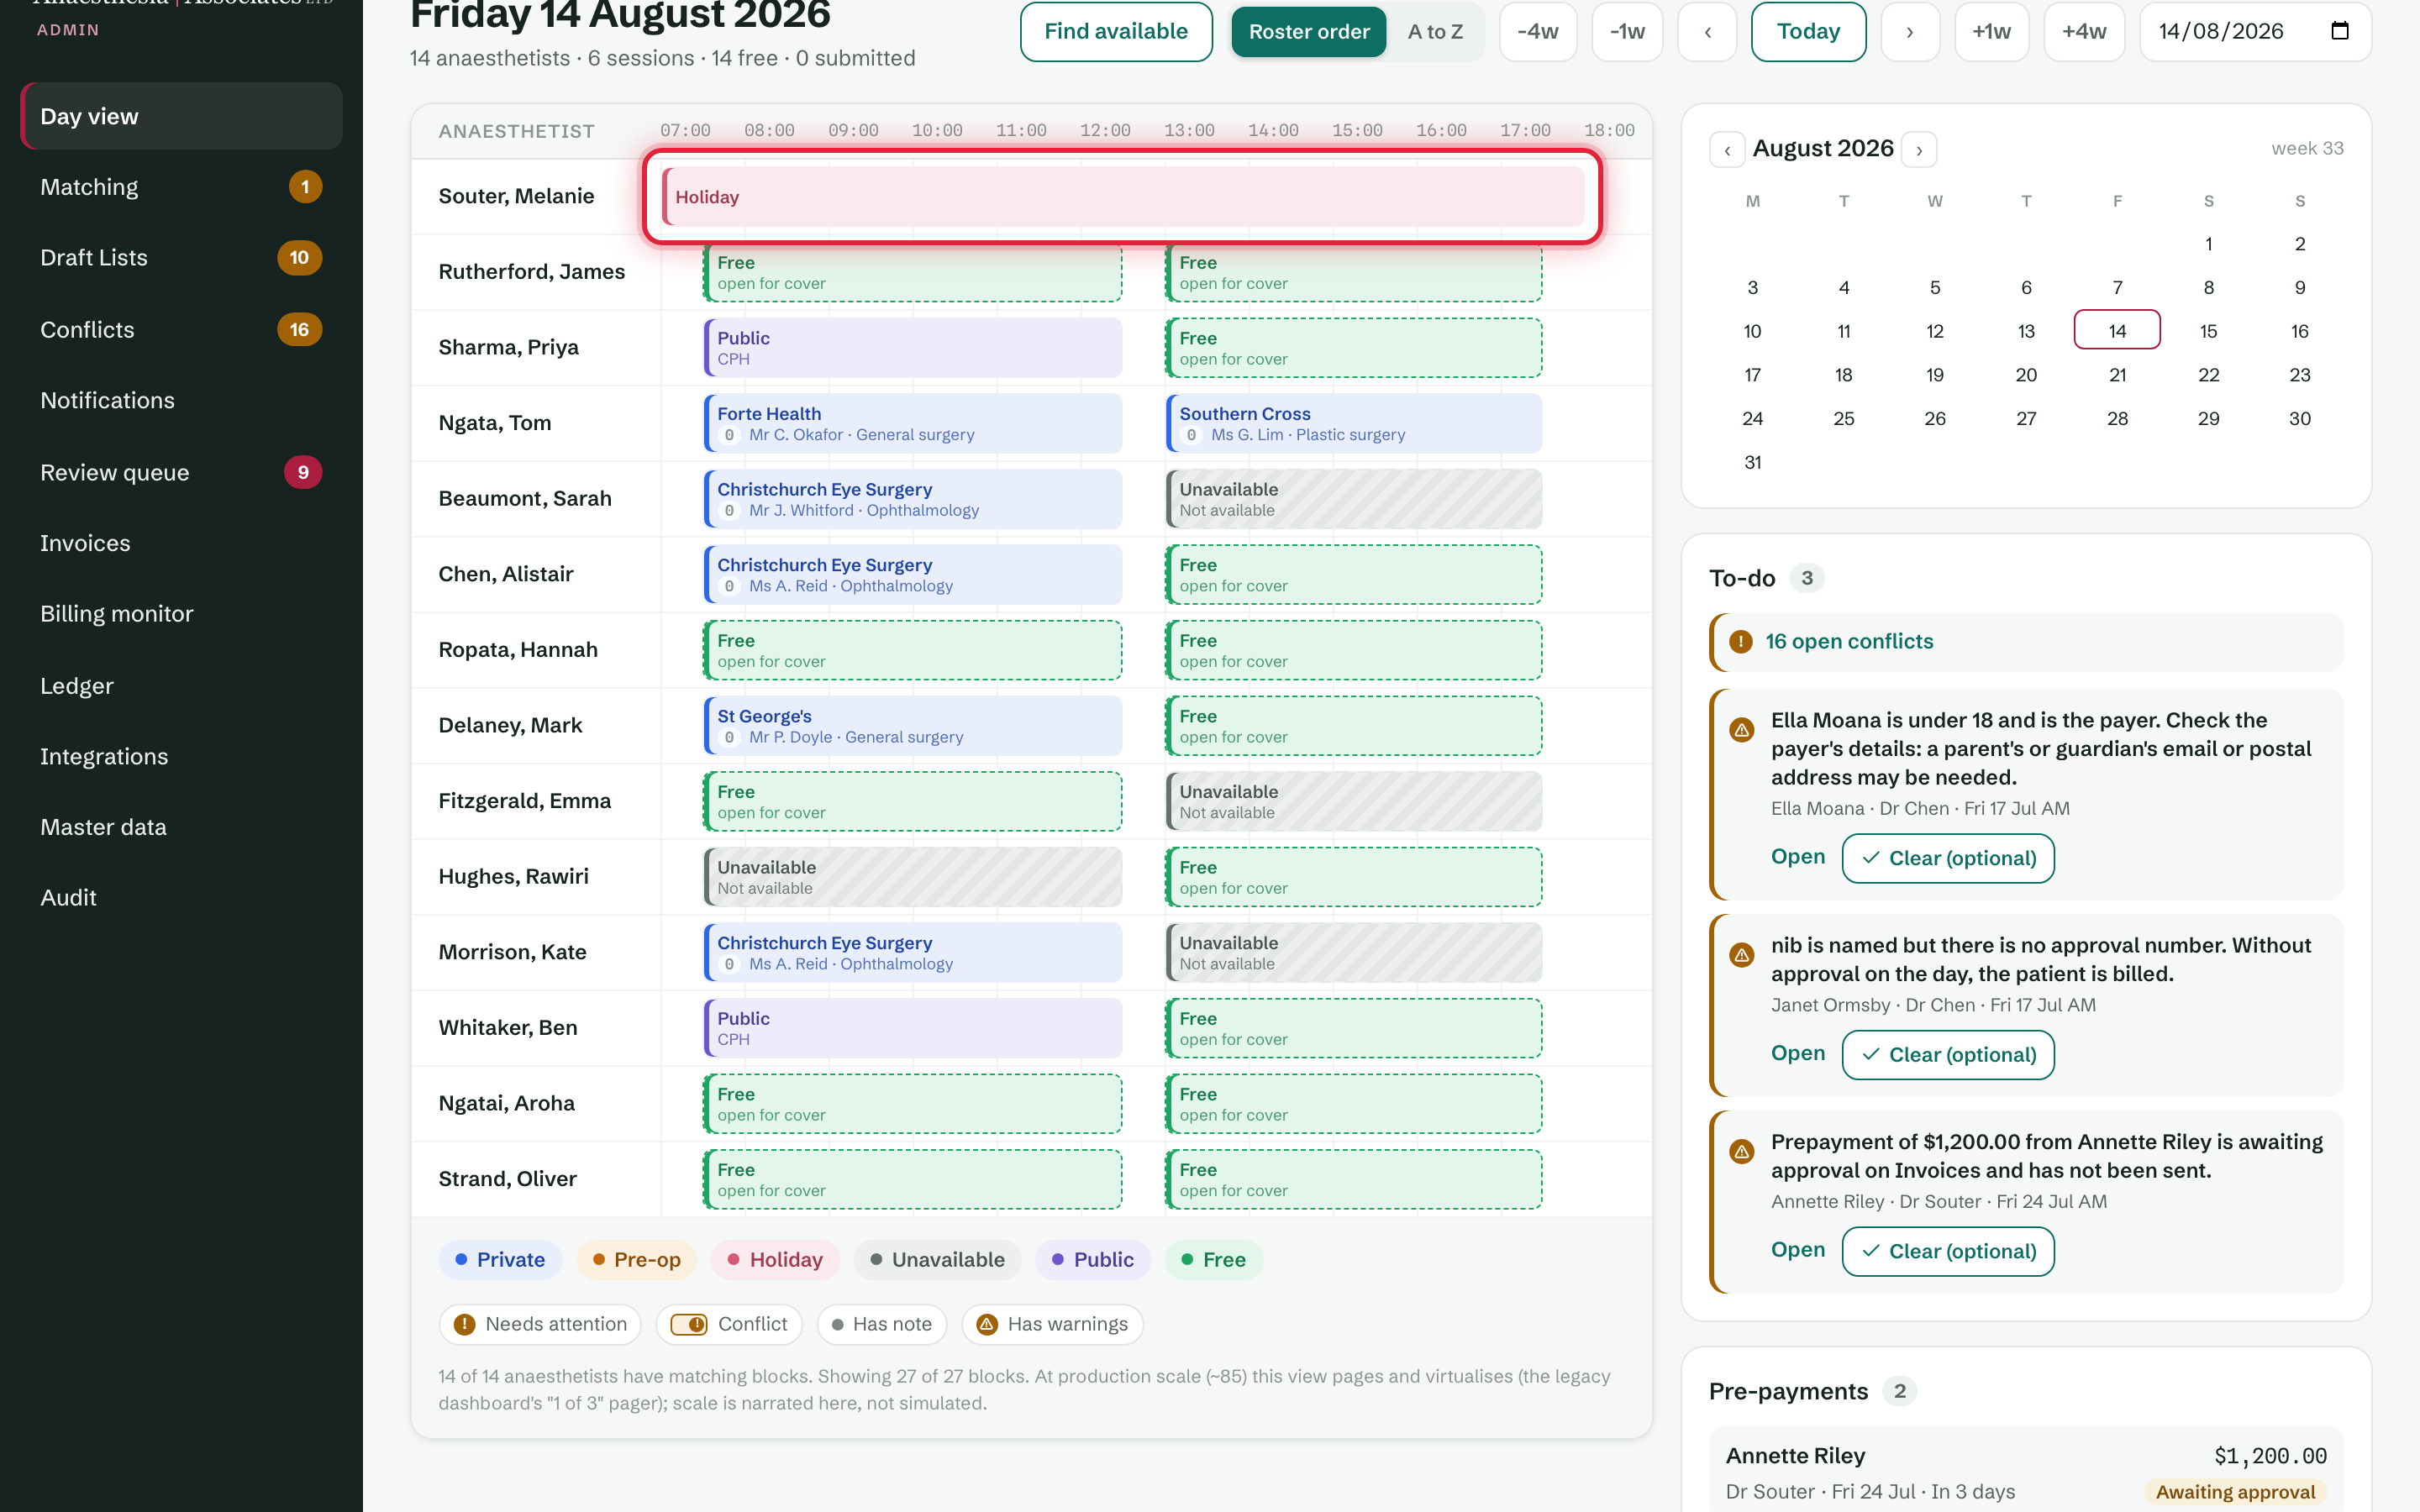 Anaesthesia | Associates LTD
ADMIN
Day view
Matching 1
Draft Lists 10
Conflicts 16
Notifications
Review queue 9
Invoices
Billing monitor
Ledger
Integrations
Master data
Audit
Friday 14 August 2026
14 anaesthetists · 6 sessions · 14 free · 0 submitted
Find available
Roster order A to Z
-4w -1w ‹ Today › +1w +4w 14/08/2026
ANAESTHETIST 07:00 08:00 09:00 10:00 11:00 12:00 13:00 14:00 15:00 16:00 17:00 18:00
Souter, Melanie
Holiday
Rutherford, James
Free
open for cover
Free
open for cover
Sharma, Priya
Public
CPH
Free
open for cover
Ngata, Tom
Forte Health
0 Mr C. Okafor · General surgery
Southern Cross
0 Ms G. Lim · Plastic surgery
Beaumont, Sarah
Christchurch Eye Surgery
0 Mr J. Whitford · Ophthalmology
Unavailable
Not available
Chen, Alistair
Christchurch Eye Surgery
0 Ms A. Reid · Ophthalmology
Free
open for cover
Ropata, Hannah
Free
open for cover
Free
open for cover
Delaney, Mark
St George's
0 Mr P. Doyle · General surgery
Free
open for cover
Fitzgerald, Emma
Free
open for cover
Unavailable
Not available
Hughes, Rawiri
Unavailable
Not available
Free
open for cover
Morrison, Kate
Christchurch Eye Surgery
0 Ms A. Reid · Ophthalmology
Unavailable
Not available
Whitaker, Ben
Public
CPH
Free
open for cover
Ngatai, Aroha
Free
open for cover
Free
open for cover
Strand, Oliver
Free
open for cover
Free
open for cover
Private Pre-op Holiday Unavailable Public Free
Needs attention Conflict Has note Has warnings
14 of 14 anaesthetists have matching blocks. Showing 27 of 27 blocks. At production scale (~85) this view pages and virtualises (the legacy
dashboard's "1 of 3" pager); scale is narrated here, not simulated.
‹ August 2026 › week 33
M T W T F S S
1 2
3 4 5 6 7 8 9
10 11 12 13 14 15 16
17 18 19 20 21 22 23
24 25 26 27 28 29 30
31
To-do 3
16 open conflicts
Ella Moana is under 18 and is the payer. Check the
payer's details: a parent's or guardian's email or postal
address may be needed.
Ella Moana · Dr Chen · Fri 17 Jul AM
Open Clear (optional)
nib is named but there is no approval number. Without
approval on the day, the patient is billed.
Janet Ormsby · Dr Chen · Fri 17 Jul AM
Open Clear (optional)
Prepayment of $1,200.00 from Annette Riley is awaiting
approval on Invoices and has not been sent.
Annette Riley · Dr Souter · Fri 24 Jul AM
Open Clear (optional)
Pre-payments 2
Annette Riley $1,200.00
Dr Souter · Fri 24 Jul · In 3 days Awaiting approval